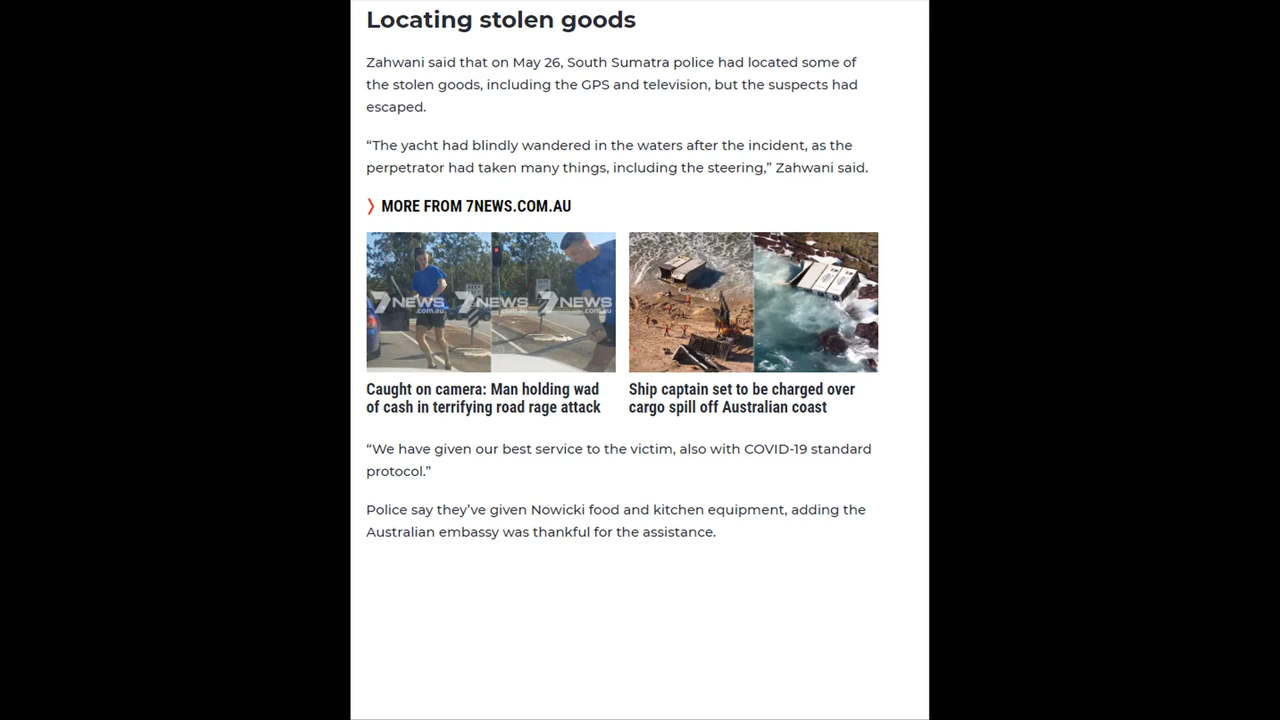 Locating stolen goods
Zahwani said that on May 26, South Sumatra police had located some of
the stolen goods, including the GPS and television, but the suspects had
escaped.
“The yacht had blindly wandered in the waters after the incident, as the
perpetrator had taken many things, including the steering,” Zahwani said.
MORE FROM 7NEWS.COM.AU
7NEWS .com.au 7NEWS .com.au 7NEWS .com.au
Caught on camera: Man holding wad
of cash in terrifying road rage attack
Ship captain set to be charged over
cargo spill off Australian coast
“We have given our best service to the victim, also with COVID-19 standard
protocol.”
Police say they’ve given Nowicki food and kitchen equipment, adding the
Australian embassy was thankful for the assistance.